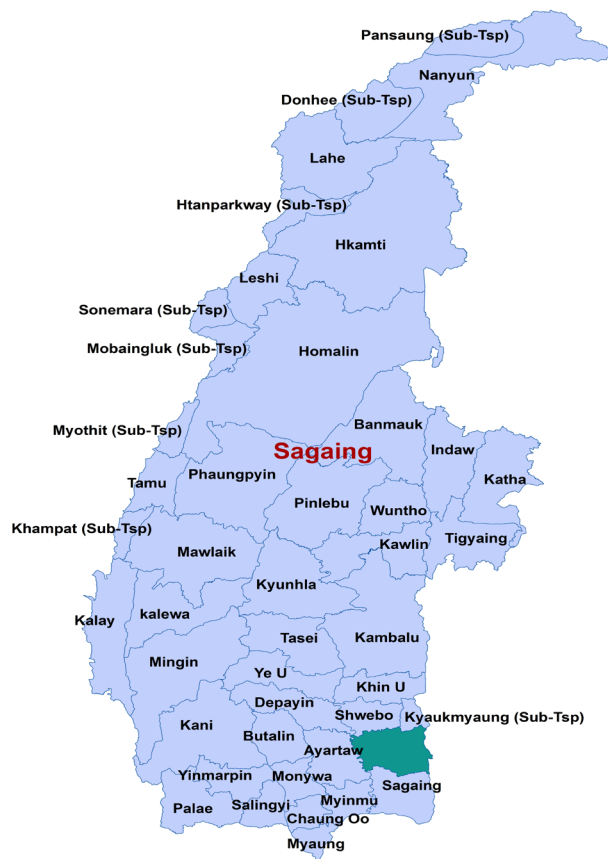 Pansaung (Sub-Tsp)
Nanyun
Donhee (Sub-Tsp)
Lahe
Htanparkway (Sub-Tsp)
Hkamti
Leshi
Sonemara (Sub-Tsp)
Mobaingluk (Sub-Tsp)
Homalin
Banmauk
Myothit (Sub-Tsp)
Sagaing
Indaw
Phaungpyin
Katha
Tamu
Pinlebu
Wuntho
Khampat (Sub-Tsp)
Tigyaing
Kawlin
Mawlaik
Kyunhla
kalewa
Kalay
Tasei
Kambalu
Mingin
Ye U
Khin U
Depayin
Shwebo
Kyaukmyaung (Sub-Tsp)
Kani
Butalin
Ayartaw
Yinmarpin
Monywa
Sagaing
Palae
Salingyi
Myinmu
Chaung Oo
Myaung